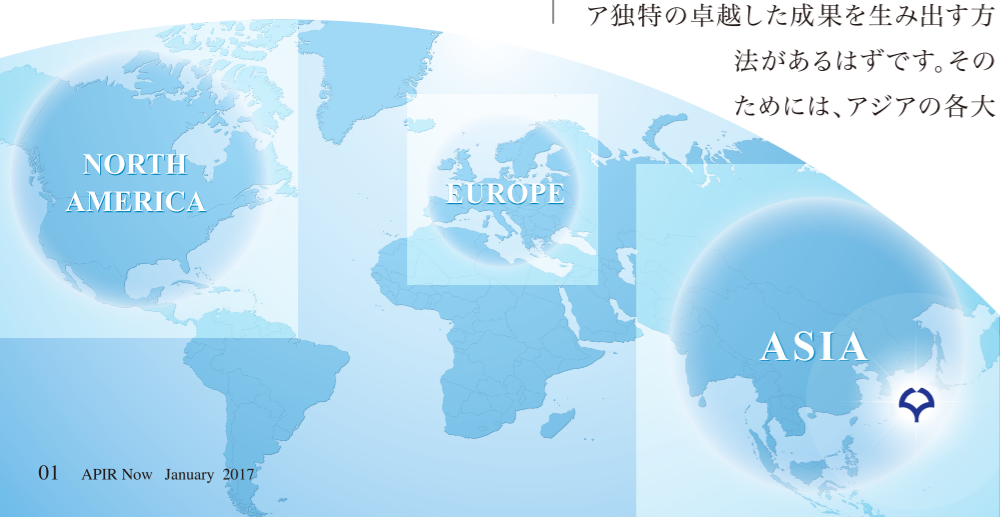 ア独特の卓越した成果を生み出す方
法があるはずです。その
ためには、アジアの各大
NORTH
AMERICA
EUROPE
ASIA
01 APIR Now January 2017